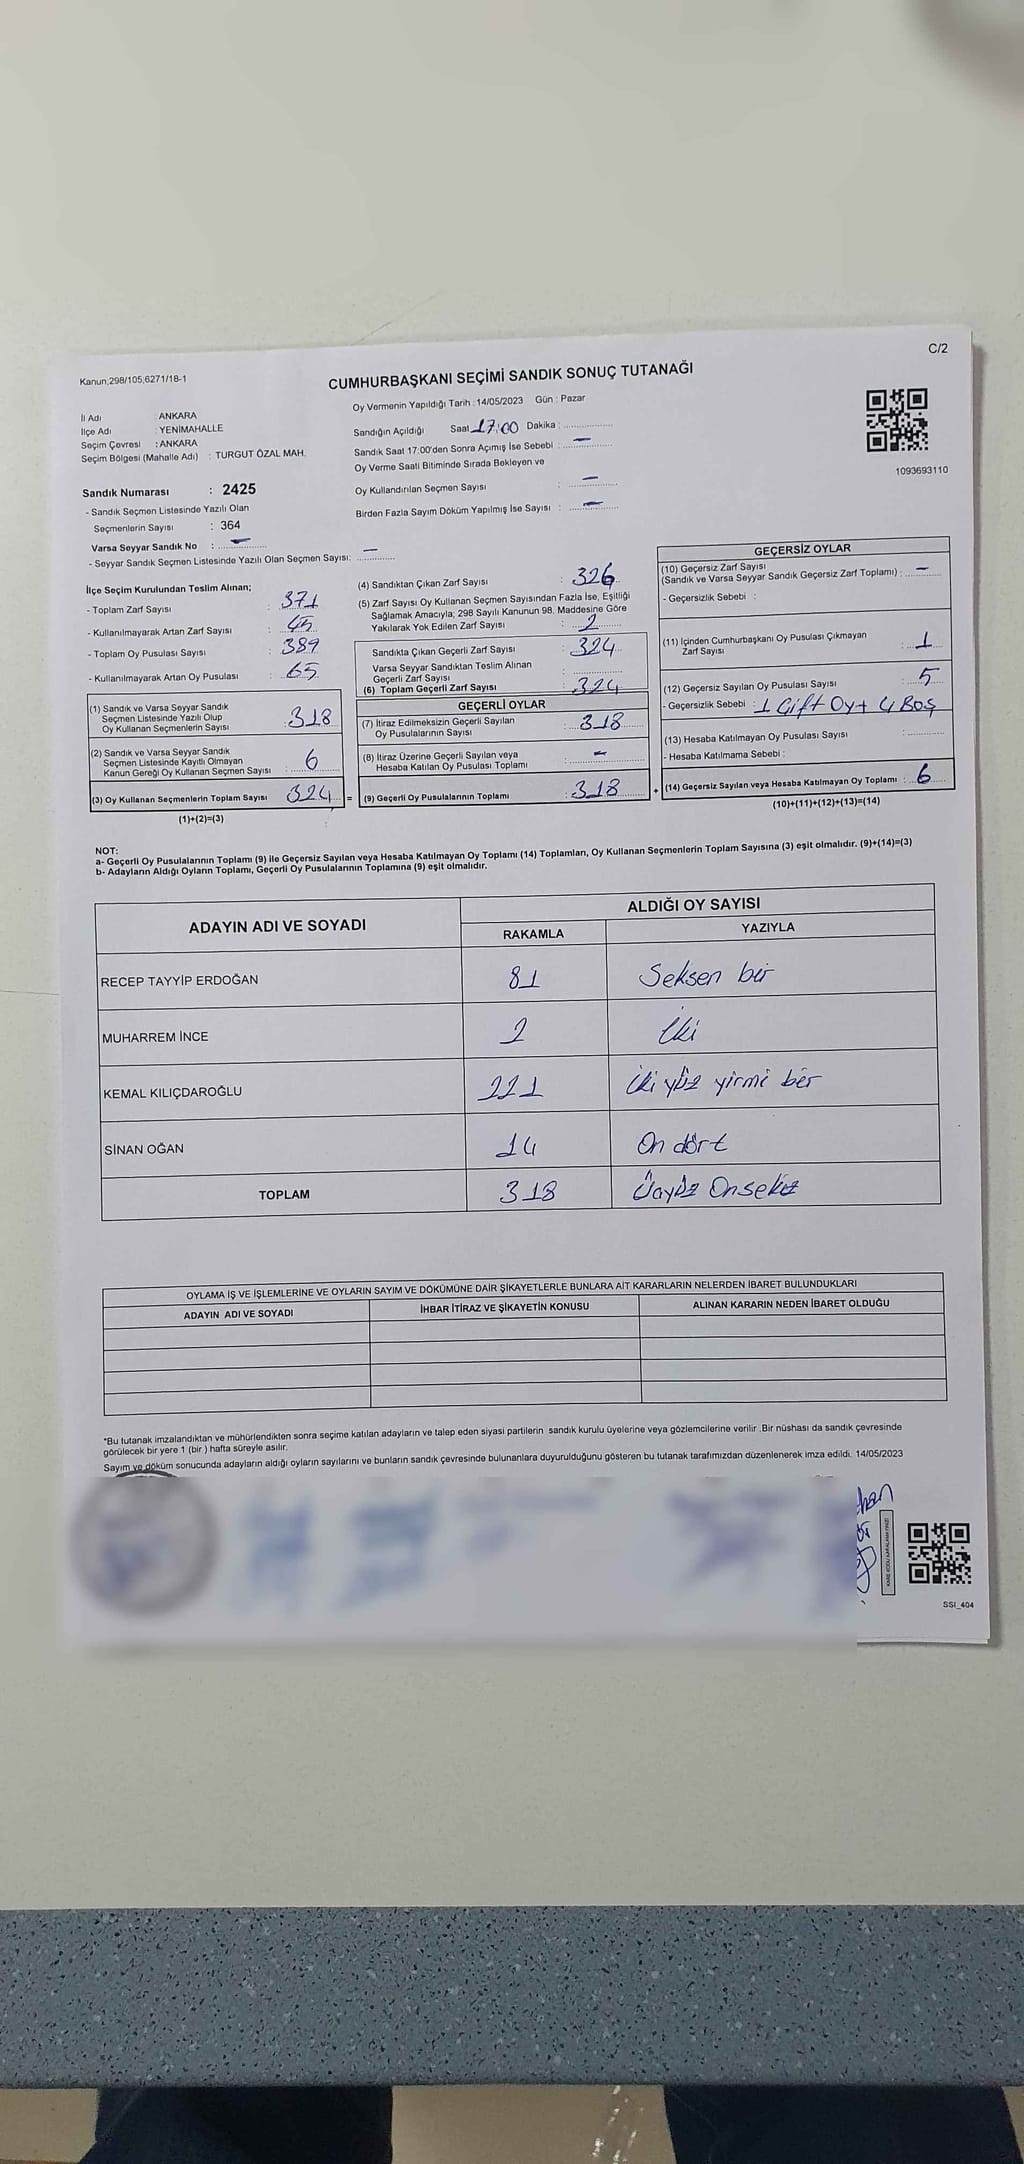 C/2
Kanun;298/105,6271/18-1
CUMHURBAŞKANI SEÇİMİ SANDIK SONUÇ TUTANAĞI
İl Adı : ANKARA
İlçe Adı : YENİMAHALLE
Seçim Çevresi : ANKARA
Seçim Bölgesi (Mahalle Adı) : TURGUT ÖZAL MAH.
Oy Vermenin Yapıldığı Tarih : 14/05/2023 Gün : Pazar
Sandığın Açıldığı Saat 17:00 Dakika :
Sandık Saat 17:00'den Sonra Açımış İse Sebebi : —
Oy Verme Saati Bitiminde Sırada Bekleyen ve
Oy Kullandırılan Seçmen Sayısı : —
Birden Fazla Sayım Döküm Yapılmış İse Sayısı : —
1093693110
Sandık Numarası : 2425
- Sandık Seçmen Listesinde Yazılı Olan
Seçmenlerin Sayısı : 364
Varsa Seyyar Sandık No : —
- Seyyar Sandık Seçmen Listesinde Yazılı Olan Seçmen Sayısı: —
İlçe Seçim Kurulundan Teslim Alınan;
- Toplam Zarf Sayısı : 371
- Kullanılmayarak Artan Zarf Sayısı : 45
- Toplam Oy Pusulası Sayısı : 389
- Kullanılmayarak Artan Oy Pusulası : 65
(1) Sandık ve Varsa Seyyar Sandık
Seçmen Listesinde Yazılı Olup
Oy Kullanan Seçmenlerin Sayısı : 318
(2) Sandık ve Varsa Seyyar Sandık
Seçmen Listesinde Kayıtlı Olmayan
Kanun Gereği Oy Kullanan Seçmen Sayısı : 6
(3) Oy Kullanan Seçmenlerin Toplam Sayısı : 324 =
(1)+(2)=(3)
(4) Sandıktan Çıkan Zarf Sayısı : 326
(5) Zarf Sayısı Oy Kullanan Seçmen Sayısından Fazla İse, Eşitliği
Sağlamak Amacıyla; 298 Sayılı Kanunun 98. Maddesine Göre
Yakılarak Yok Edilen Zarf Sayısı : 2
Sandıkta Çıkan Geçerli Zarf Sayısı : 324
Varsa Seyyar Sandıktan Teslim Alınan
Geçerli Zarf Sayısı :
(6) Toplam Geçerli Zarf Sayısı : 324
GEÇERLİ OYLAR
(7) İtiraz Edilmeksizin Geçerli Sayılan
Oy Pusulalarının Sayısı : 318
(8) İtiraz Üzerine Geçerli Sayılan veya
Hesaba Katılan Oy Pusulası Toplamı : —
(9) Geçerli Oy Pusulalarının Toplamı : 318 +
GEÇERSİZ OYLAR
(10) Geçersiz Zarf Sayısı
(Sandık ve Varsa Seyyar Sandık Geçersiz Zarf Toplamı) : —
- Geçersizlik Sebebi :
(11) İçinden Cumhurbaşkanı Oy Pusulası Çıkmayan
Zarf Sayısı : 1
(12) Geçersiz Sayılan Oy Pusulası Sayısı : 5
- Geçersizlik Sebebi : 1 Çift Oy + 4 Boş
(13) Hesaba Katılmayan Oy Pusulası Sayısı :
- Hesaba Katılmama Sebebi :
(14) Geçersiz Sayılan veya Hesaba Katılmayan Oy Toplamı : 6
(10)+(11)+(12)+(13)=(14)
NOT:
a- Geçerli Oy Pusulalarının Toplamı (9) ile Geçersiz Sayılan veya Hesaba Katılmayan Oy Toplamı (14) Toplamları, Oy Kullanan Seçmenlerin Toplam Sayısına (3) eşit olmalıdır. (9)+(14)=(3)
b- Adayların Aldığı Oyların Toplamı, Geçerli Oy Pusulalarının Toplamına (9) eşit olmalıdır.
ADAYIN ADI VE SOYADI ALDIĞI OY SAYISI
RAKAMLA YAZIYLA
RECEP TAYYİP ERDOĞAN 81 Seksen bir
MUHARREM İNCE 2 İki
KEMAL KILIÇDAROĞLU 221 İki yüz yirmi bir
SİNAN OĞAN 14 On dört
TOPLAM 318 Üçyüz Onsekiz
OYLAMA İŞ VE İŞLEMLERİNE VE OYLARIN SAYIM VE DÖKÜMÜNE DAİR ŞİKAYETLERLE BUNLARA AİT KARARLARIN NELERDEN İBARET BULUNDUKLARI
ADAYIN ADI VE SOYADI İHBAR İTİRAZ VE ŞİKAYETİN KONUSU ALINAN KARARIN NEDEN İBARET OLDUĞU
*Bu tutanak imzalandıktan ve mühürlendikten sonra seçime katılan adayların ve talep eden siyasi partilerin sandık kurulu üyelerine veya gözlemcilerine verilir .Bir nüshası da sandık çevresinde
görülecek bir yere 1 (bir ) hafta süreyle asılır.
Sayım ve döküm sonucunda adayların aldığı oyların sayılarını ve bunların sandık çevresinde bulunanlara duyurulduğunu gösteren bu tutanak tarafımızdan düzenlenerek imza edildi. 14/05/2023
SSI_404